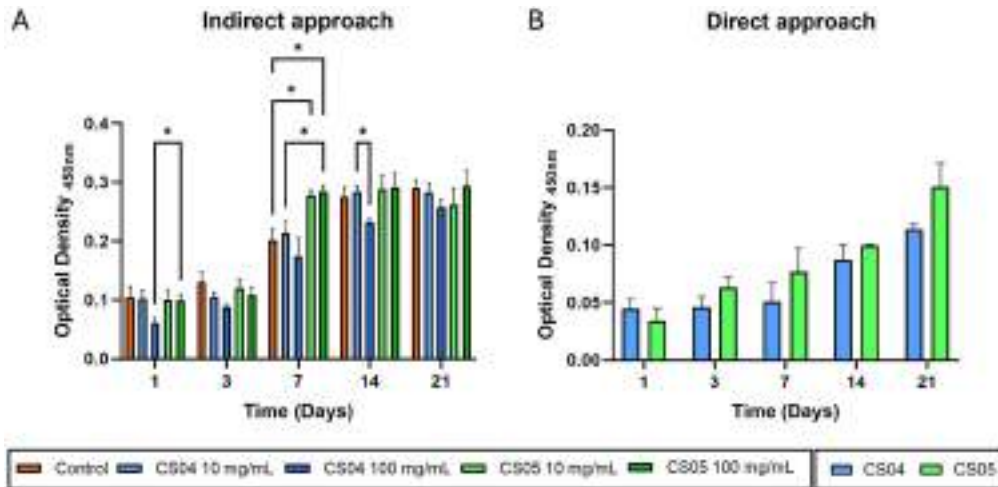 A
Indirect approach
*
*
*
*
*
0.4
0.3
0.2
0.1
0.0
Optical Density 450nm
1
3
7
14
21
Time (Days)
Control
CS04 10 mg/mL
CS04 100 mg/mL
CS05 10 mg/mL
CS05 100 mg/mL
B
Direct approach
0.20
0.15
0.10
0.05
0.00
Optical Density 450nm
1
3
7
14
21
Time (Days)
CS04
CS05